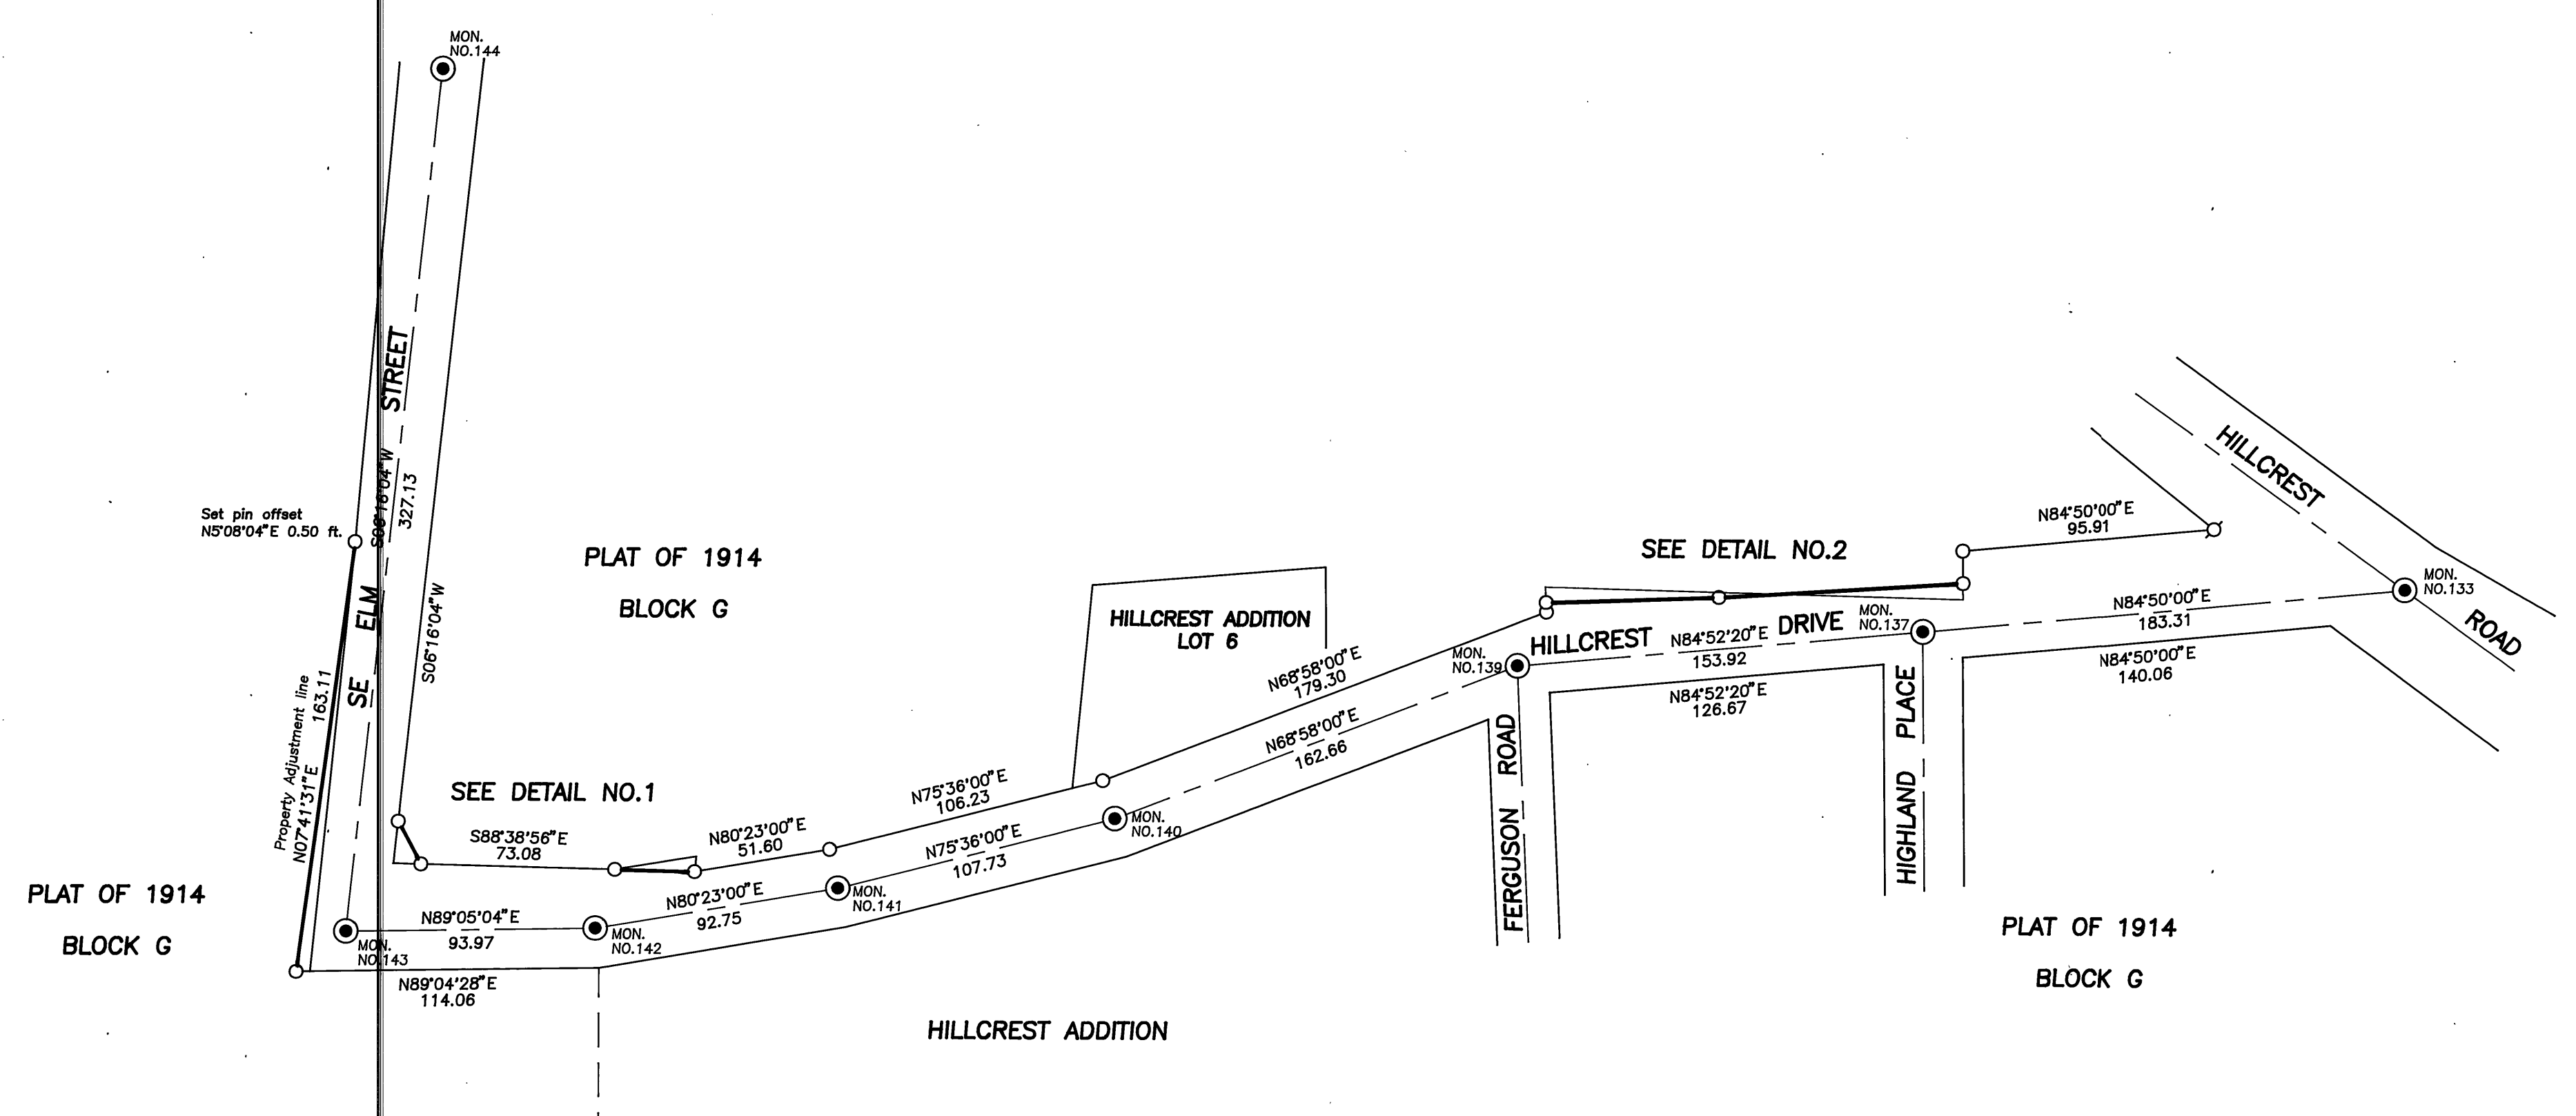 MON.
NO.144
SE ELM STREET
S06°16'04"W
327.13
Set pin offset
N5°08'04"E 0.50 ft.
S06°16'04"W
Property Adjustment line
N07°41'31"E 163.11
PLAT OF 1914
BLOCK G
SEE DETAIL NO.1
S88°38'56"E
73.08
N80°23'00"E
51.60
N75°36'00"E
106.23
HILLCREST ADDITION
LOT 6
N68°58'00"E
179.30
SEE DETAIL NO.2
N84°50'00"E
95.91
HILLCREST ROAD
MON.
NO.133
HILLCREST DRIVE
MON.
NO.139
N84°52'20"E
153.92
MON.
NO.137
N84°50'00"E
183.31
N84°52'20"E
126.67
N84°50'00"E
140.06
N68°58'00"E
162.66
MON.
NO.140
N75°36'00"E
107.73
MON.
NO.141
N80°23'00"E
92.75
MON.
NO.142
N89°05'04"E
93.97
MON.
NO.143
N89°04'28"E
114.06
PLAT OF 1914
BLOCK G
FERGUSON ROAD
HIGHLAND PLACE
PLAT OF 1914
BLOCK G
HILLCREST ADDITION